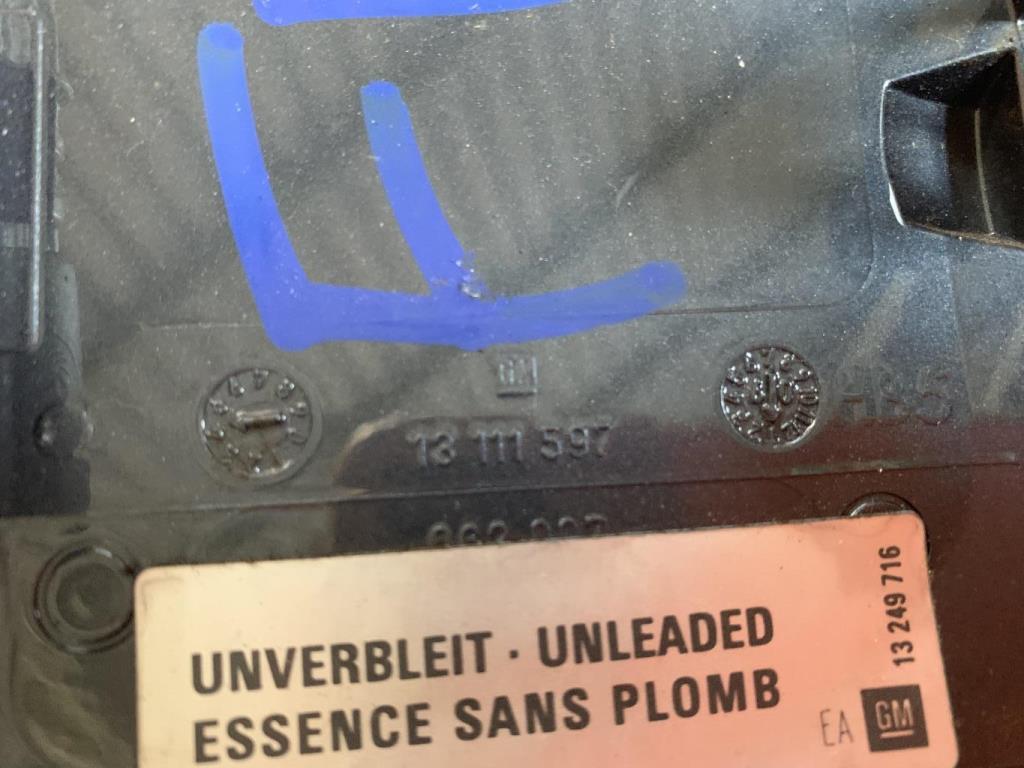 GM
13 111 597
UNVERBLEIT · UNLEADED
ESSENCE SANS PLOMB
13 249 716
EA GM